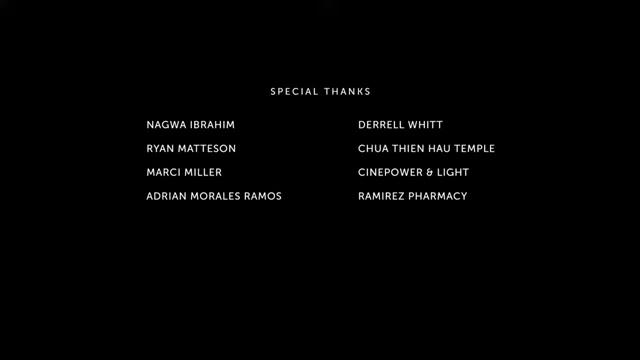 SPECIAL THANKS
NAGWA IBRAHIM
RYAN MATTESON
MARCI MILLER
ADRIAN MORALES RAMOS
DERRELL WHITT
CHUA THIEN HAU TEMPLE
CINEPOWER & LIGHT
RAMIREZ PHARMACY